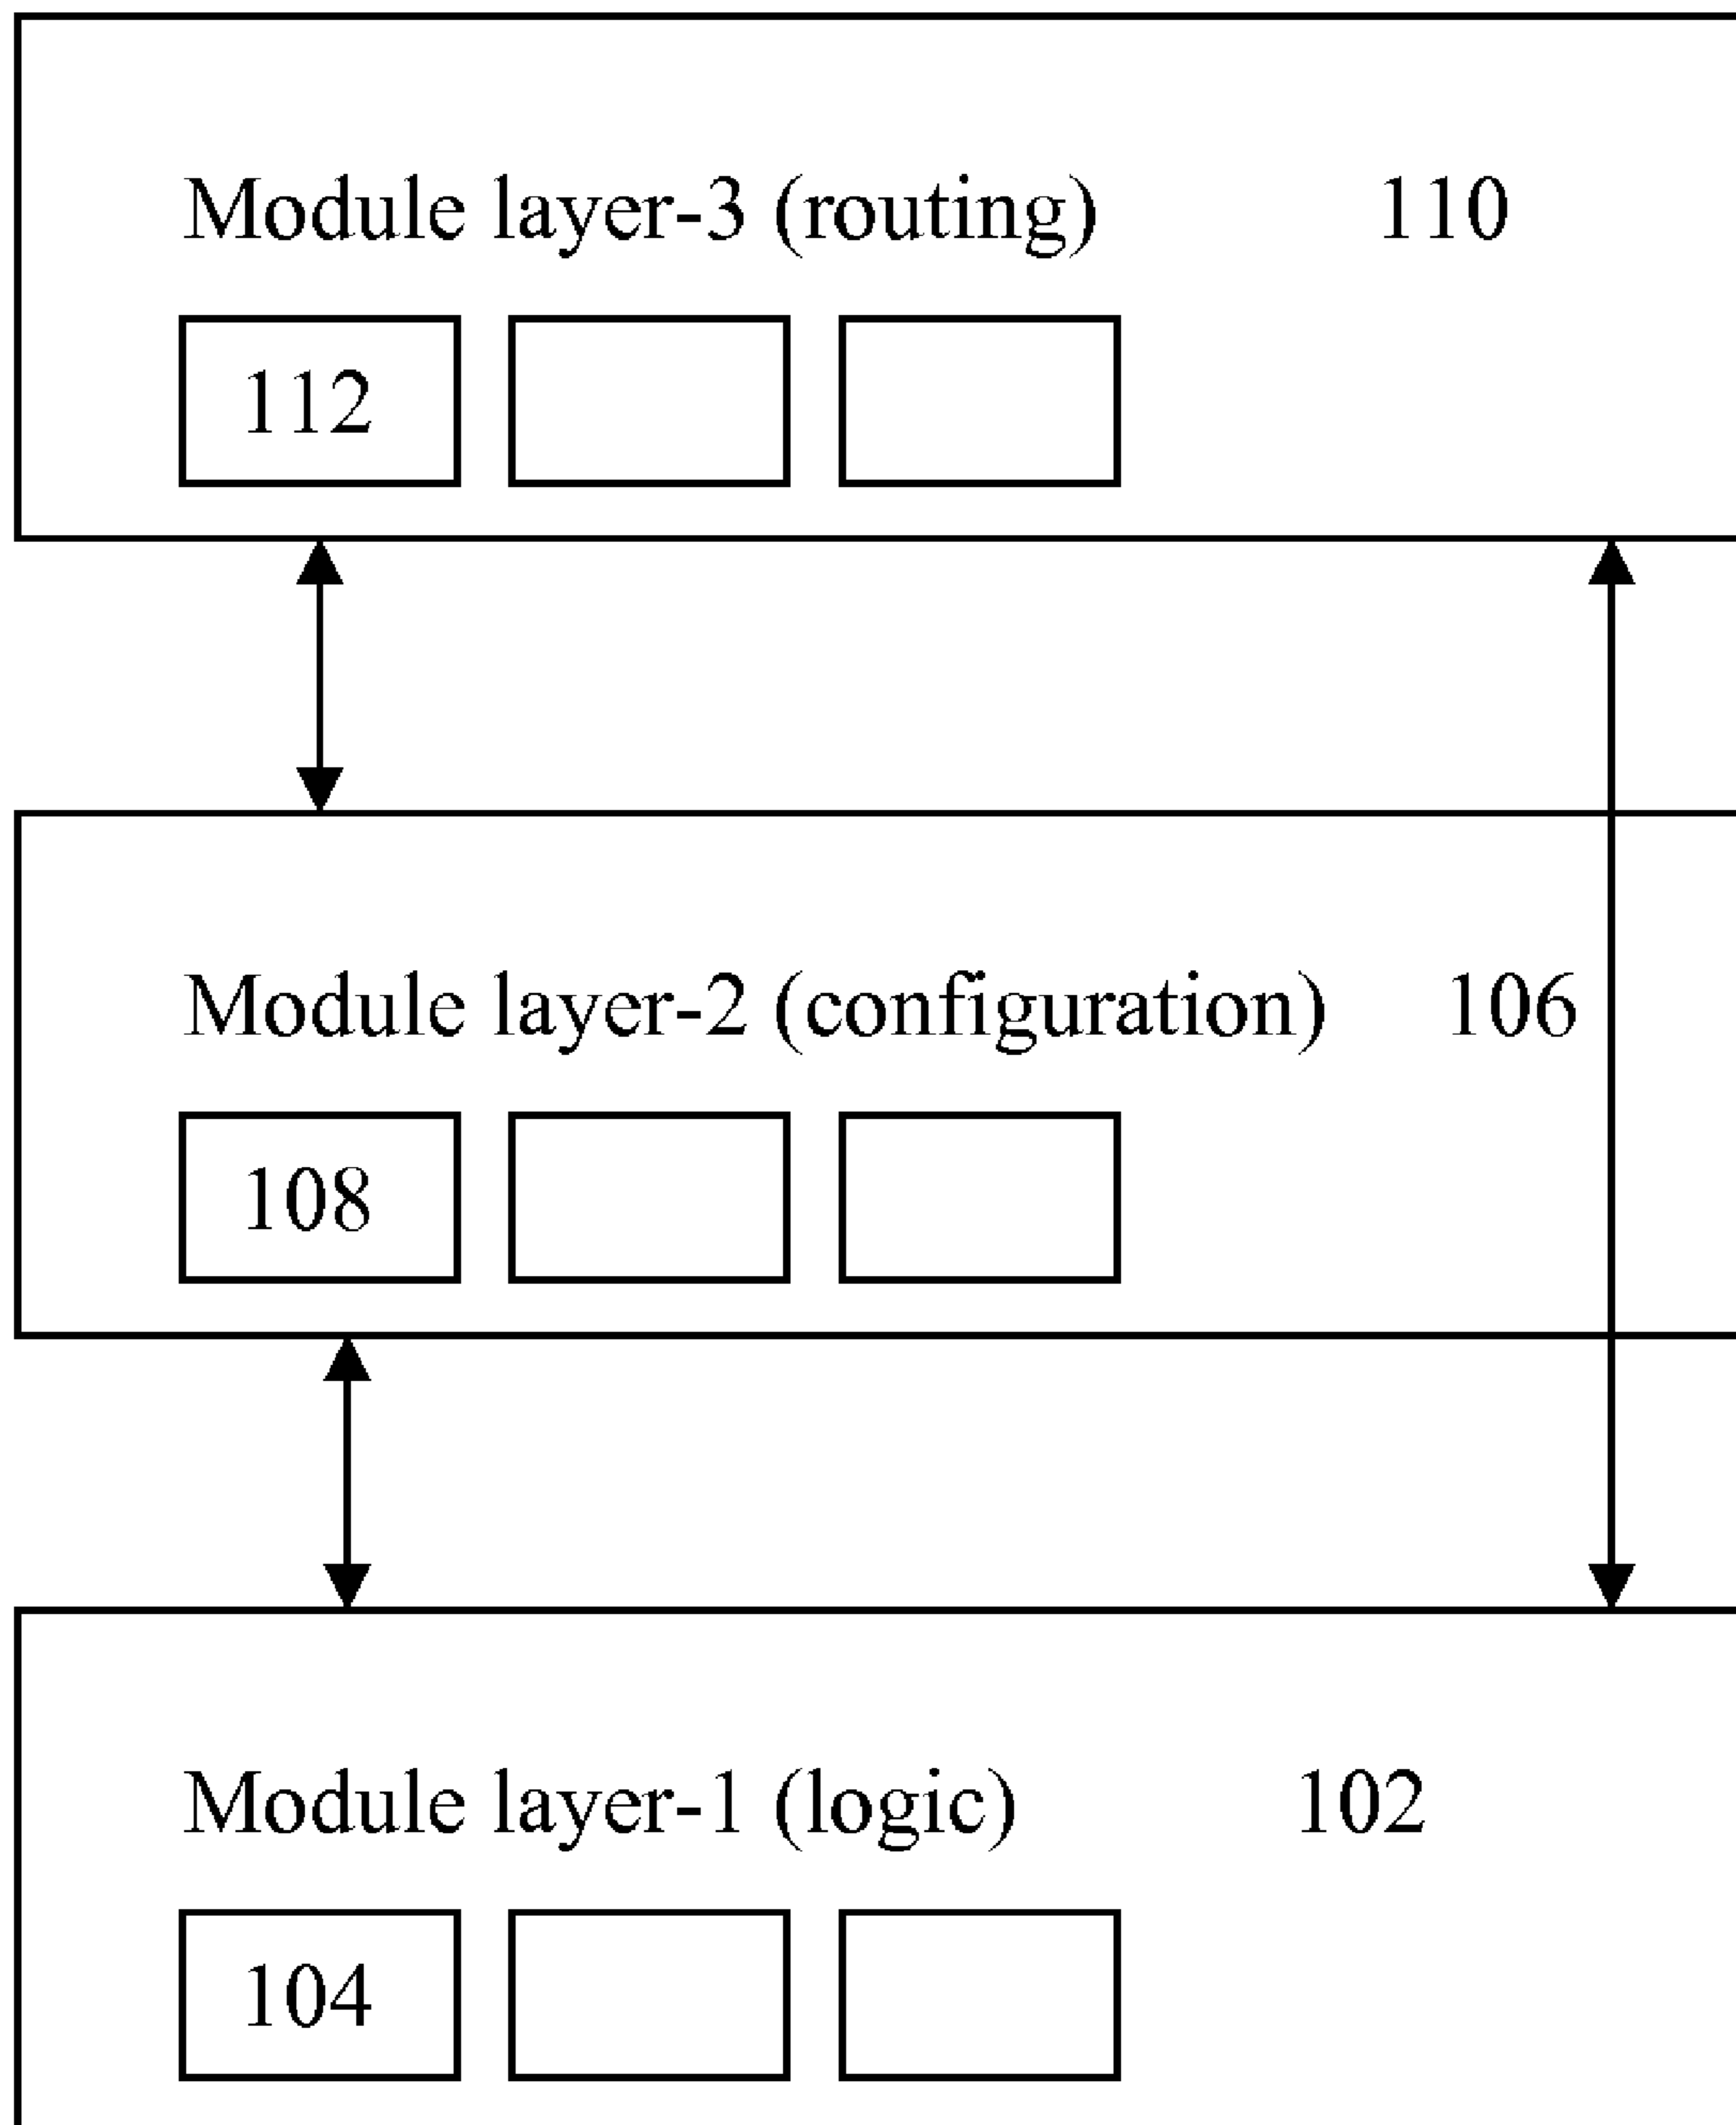 Module layer-3 (routing) 110
112
Module layer-2 (configuration) 106
108
Module layer-1 (logic) 102
104